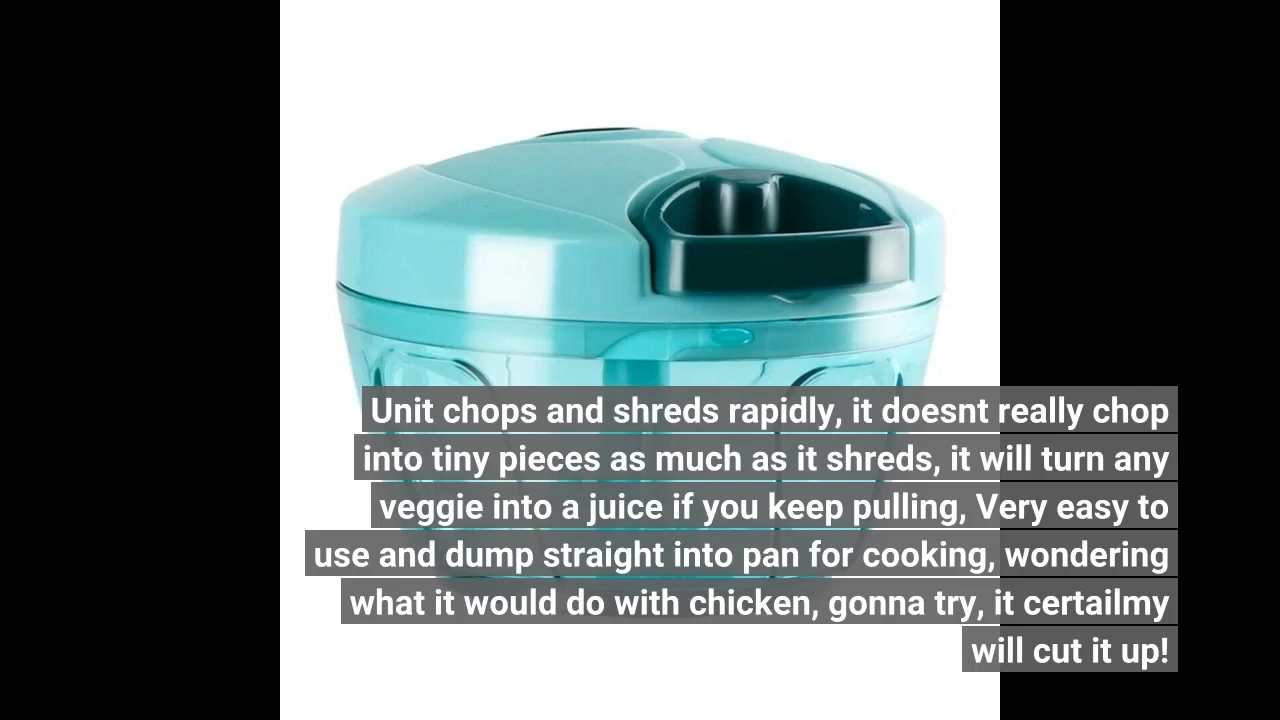 Unit chops and shreds rapidly, it doesnt really chop
into tiny pieces as much as it shreds, it will turn any
veggie into a juice if you keep pulling, Very easy to
use and dump straight into pan for cooking, wondering
what it would do with chicken, gonna try, it certailmy
will cut it up!